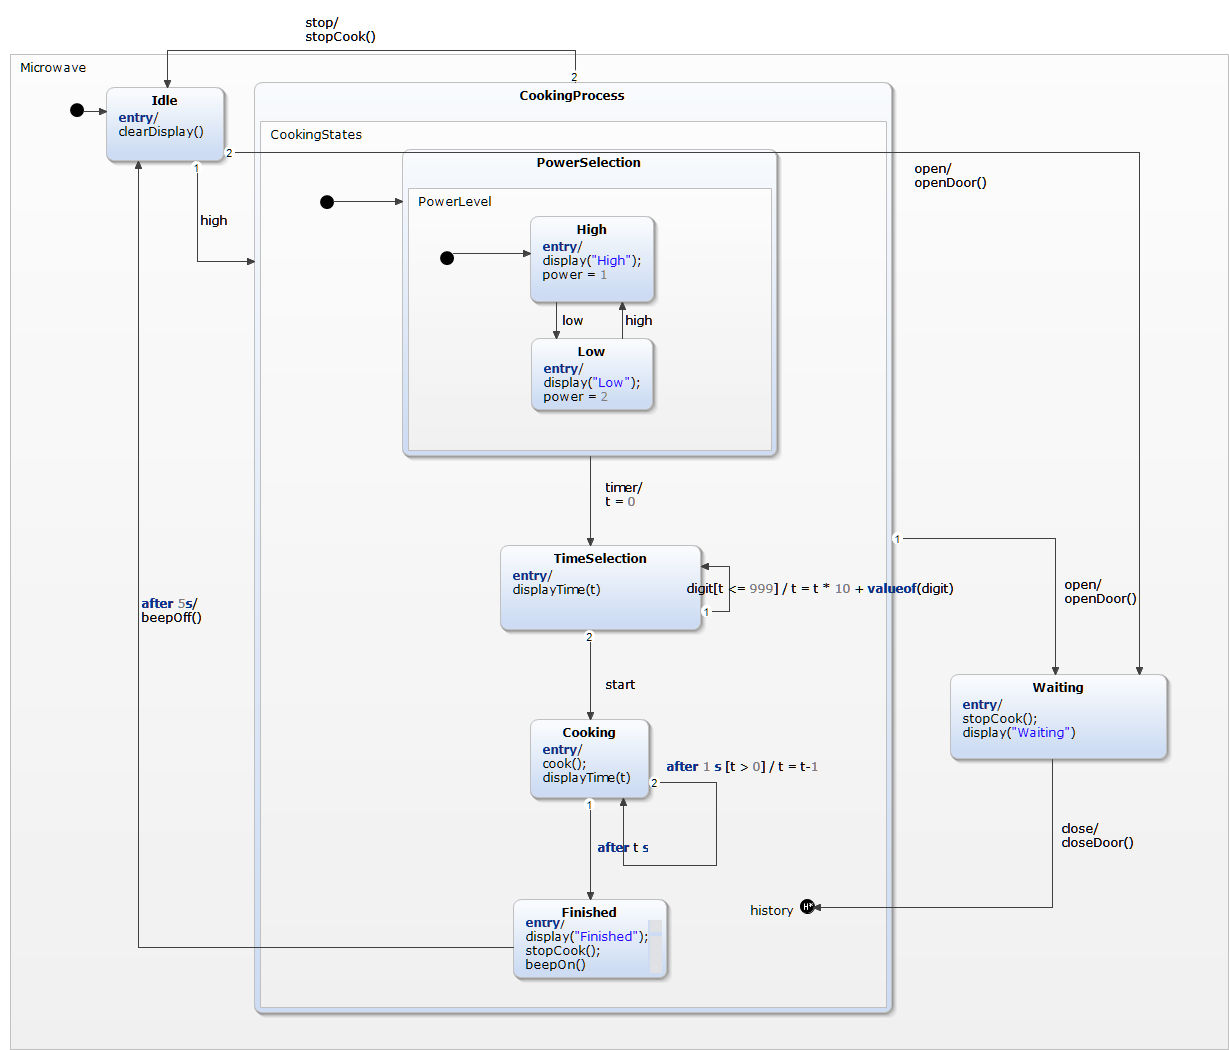 stop/
stopCook()
Microwave
2
Idle
entry/
clearDisplay()
1
2
high
CookingProcess
CookingStates
PowerSelection
open/
openDoor()
PowerLevel
High
entry/
display("High");
power = 1
low
high
Low
entry/
display("Low");
power = 2
timer/
t = 0
TimeSelection
entry/
displayTime(t)
digit[t <= 999] / t = t * 10 + valueof(digit)
1
2
1
open/
openDoor()
after 5s/
beepOff()
start
Waiting
entry/
stopCook();
display("Waiting")
Cooking
entry/
cook();
displayTime(t)
after 1 s [t > 0] / t = t-1
2
1
after t s
close/
closeDoor()
history
H*
Finished
entry/
display("Finished");
stopCook();
beepOn()